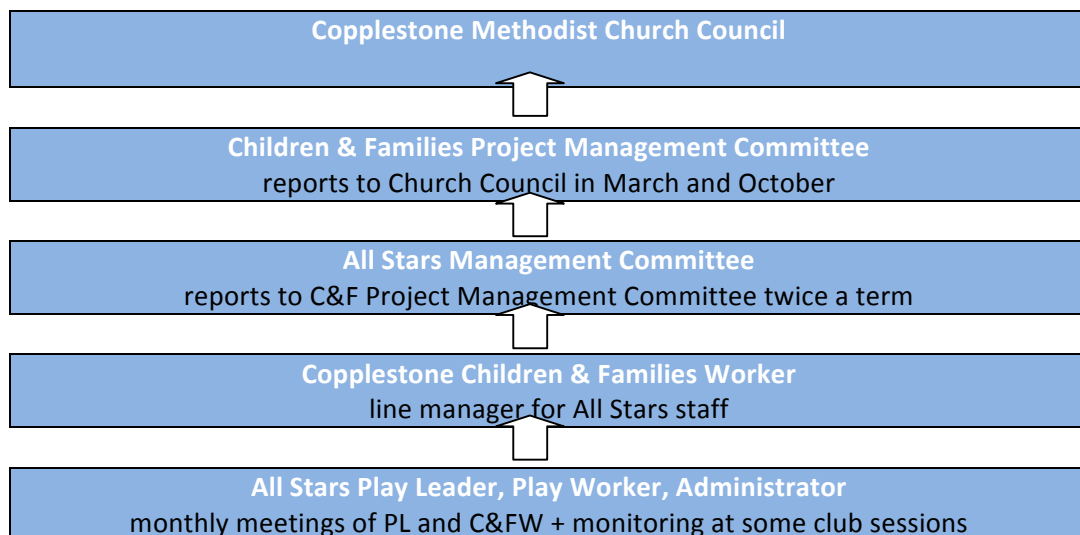 Copplestone Methodist Church Council
Children & Families Project Management Committee
reports to Church Council in March and October
All Stars Management Committee
reports to C&F Project Management Committee twice a term
Copplestone Children & Families Worker
line manager for All Stars staff
All Stars Play Leader, Play Worker, Administrator
monthly meetings of PL and C&FW + monitoring at some club sessions